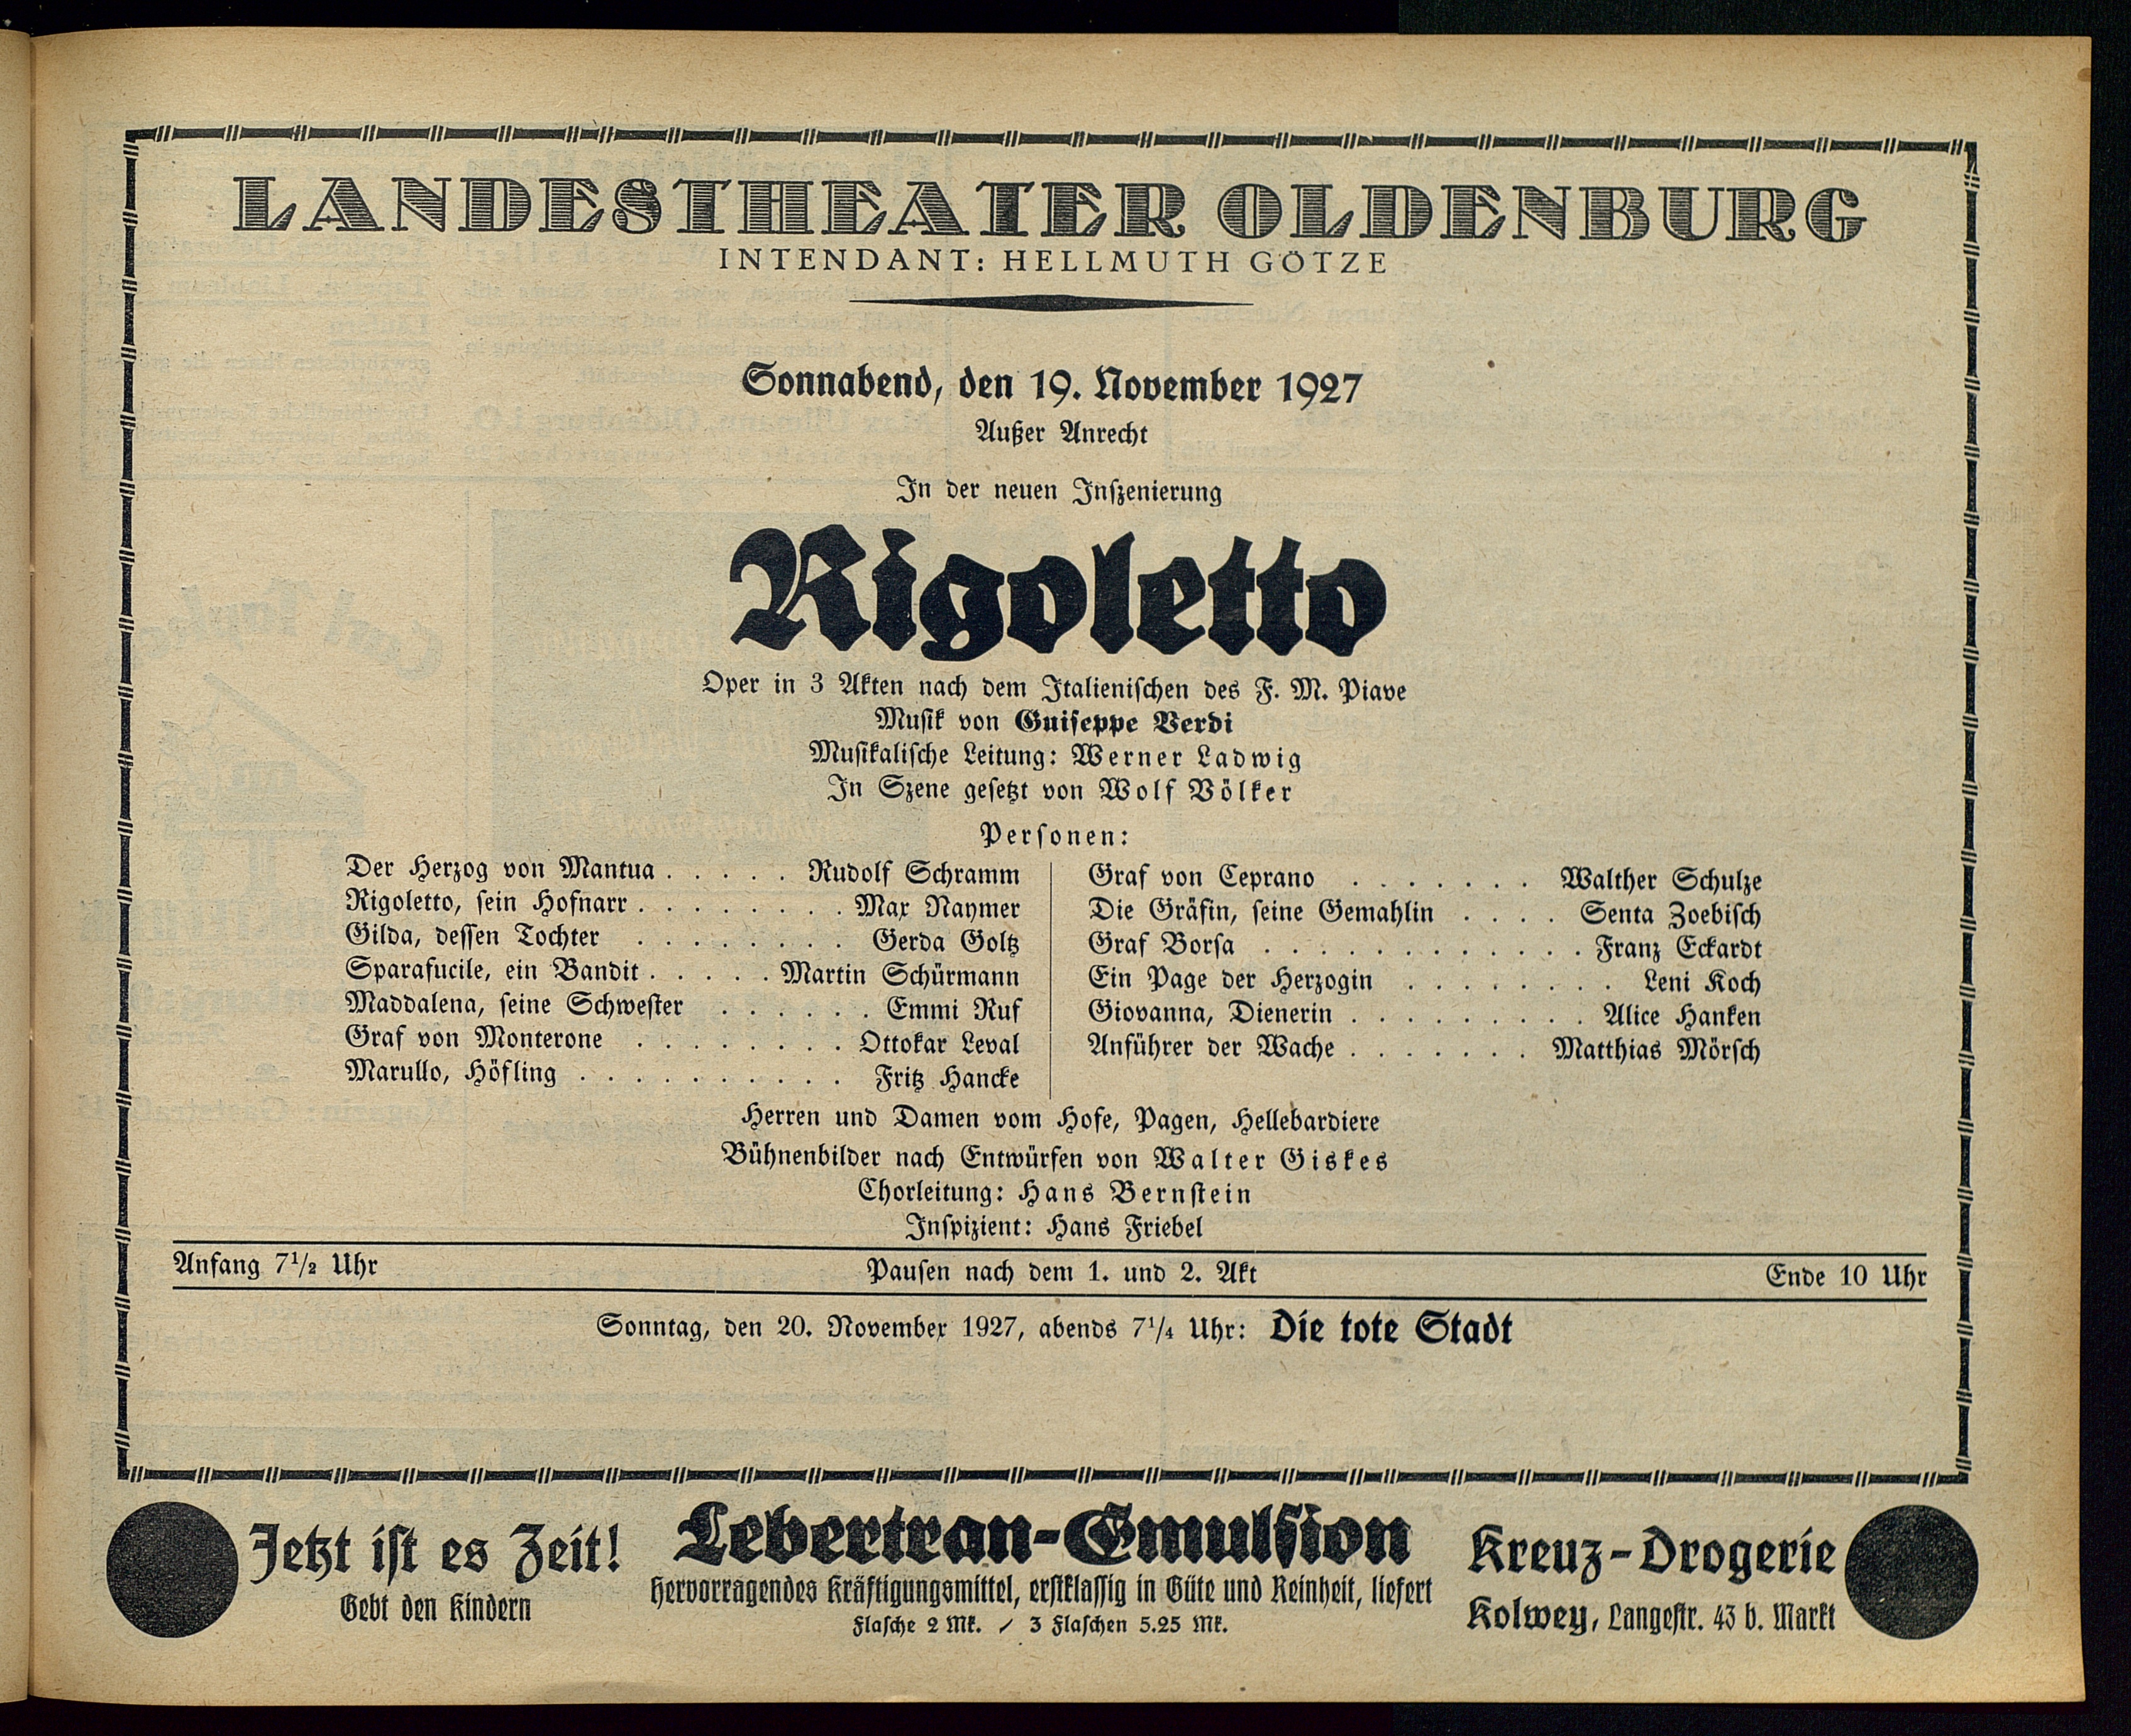 LANDESTHEATER OLDENBURG
INTENDANT: HELLMUTH GÖTZE
Sonnabend, den 19. November 1927
Außer Anrecht
In der neuen Inszenierung
Rigoletto
Oper in 3 Akten nach dem Italienischen des F. M. Piave
Musik von Guiseppe Verdi
Musikalische Leitung: Werner Ladwig
In Szene gesetzt von Wolf Völker
Personen:
Der Herzog von Mantua . . . . . Rudolf Schramm
Rigoletto, sein Hofnarr . . . . . . . . Max Naymer
Gilda, dessen Tochter . . . . . . . . Gerda Goltz
Sparafucile, ein Bandit . . . . . Martin Schürmann
Maddalena, seine Schwester . . . . . . Emmi Ruf
Graf von Monterone . . . . . . . . Ottokar Leval
Marullo, Höfling . . . . . . . . . . Fritz Hancke
Graf von Ceprano . . . . . . . Walther Schulze
Die Gräfin, seine Gemahlin . . . . Senta Zoebisch
Graf Borsa . . . . . . . . . . . . Franz Eckardt
Ein Page der Herzogin . . . . . . . . Leni Koch
Giovanna, Dienerin . . . . . . . . . Alice Hanken
Anführer der Wache . . . . . . . Matthias Mörsch
Herren und Damen vom Hofe, Pagen, Hellebardiere
Bühnenbilder nach Entwürfen von Walter Giskes
Chorleitung: Hans Bernstein
Inspizient: Hans Friebel
Anfang 7½ Uhr Pausen nach dem 1. und 2. Akt Ende 10 Uhr
Sonntag, den 20. November 1927, abends 7¼ Uhr: Die tote Stadt
Jetzt ist es Zeit!
Gebt den Kindern
Lebertran-Emulsion
hervorragendes Kräftigungsmittel, erstklassig in Güte und Reinheit, liefert
Flasche 2 Mk. / 3 Flaschen 5.25 Mk.
Kreuz-Drogerie
Kolwey, Langestr. 43 b. Markt